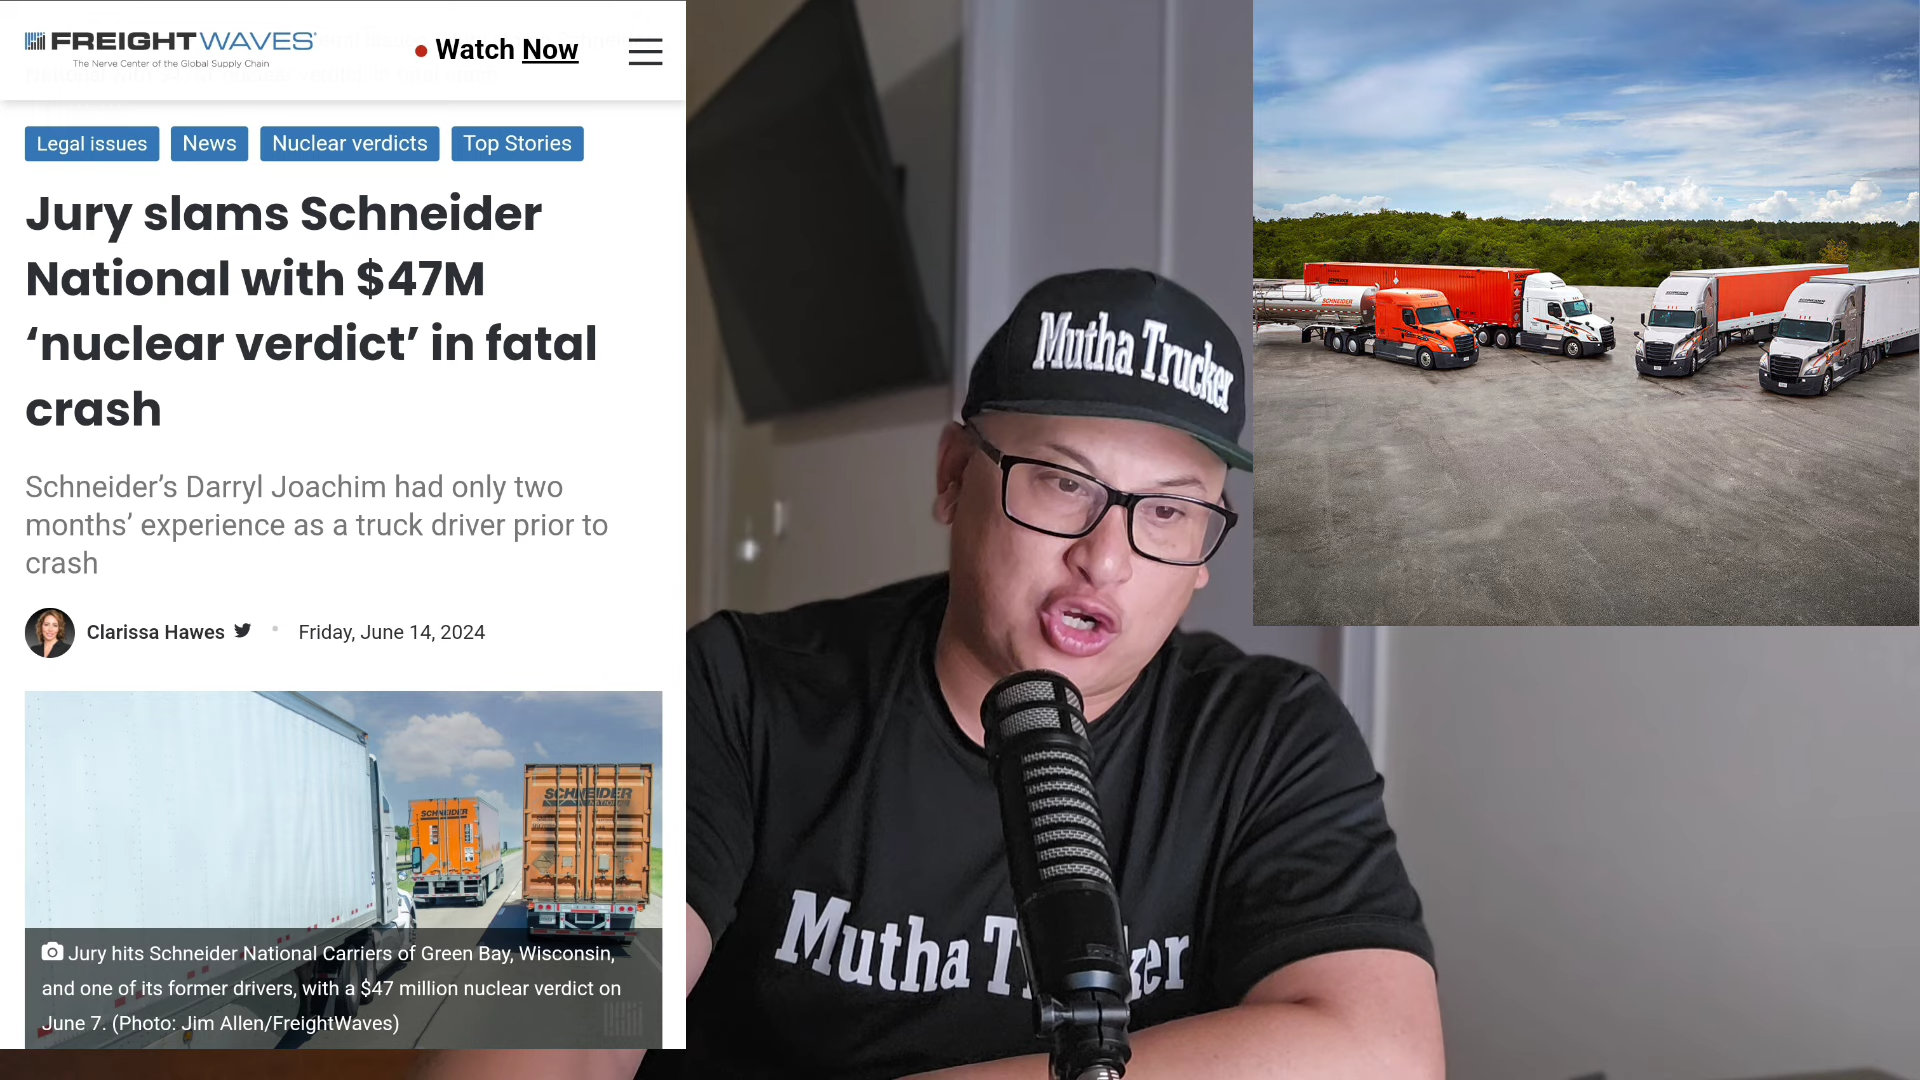 FREIGHTWAVES
The Nerve Center of the Global Supply Chain
Watch Now
Legal issues
News
Nuclear verdicts
Top Stories
Jury slams Schneider
National with $47M
‘nuclear verdict’ in fatal
crash
Schneider’s Darryl Joachim had only two
months’ experience as a truck driver prior to
crash
Clarissa Hawes
Friday, June 14, 2024
SCHNEIDER
SCHNEIDER
NATIONAL
Jury hits Schneider National Carriers of Green Bay, Wisconsin,
and one of its former drivers, with a $47 million nuclear verdict on
June 7. (Photo: Jim Allen/FreightWaves)
Mutha Trucker
Mutha
SCHNEIDER